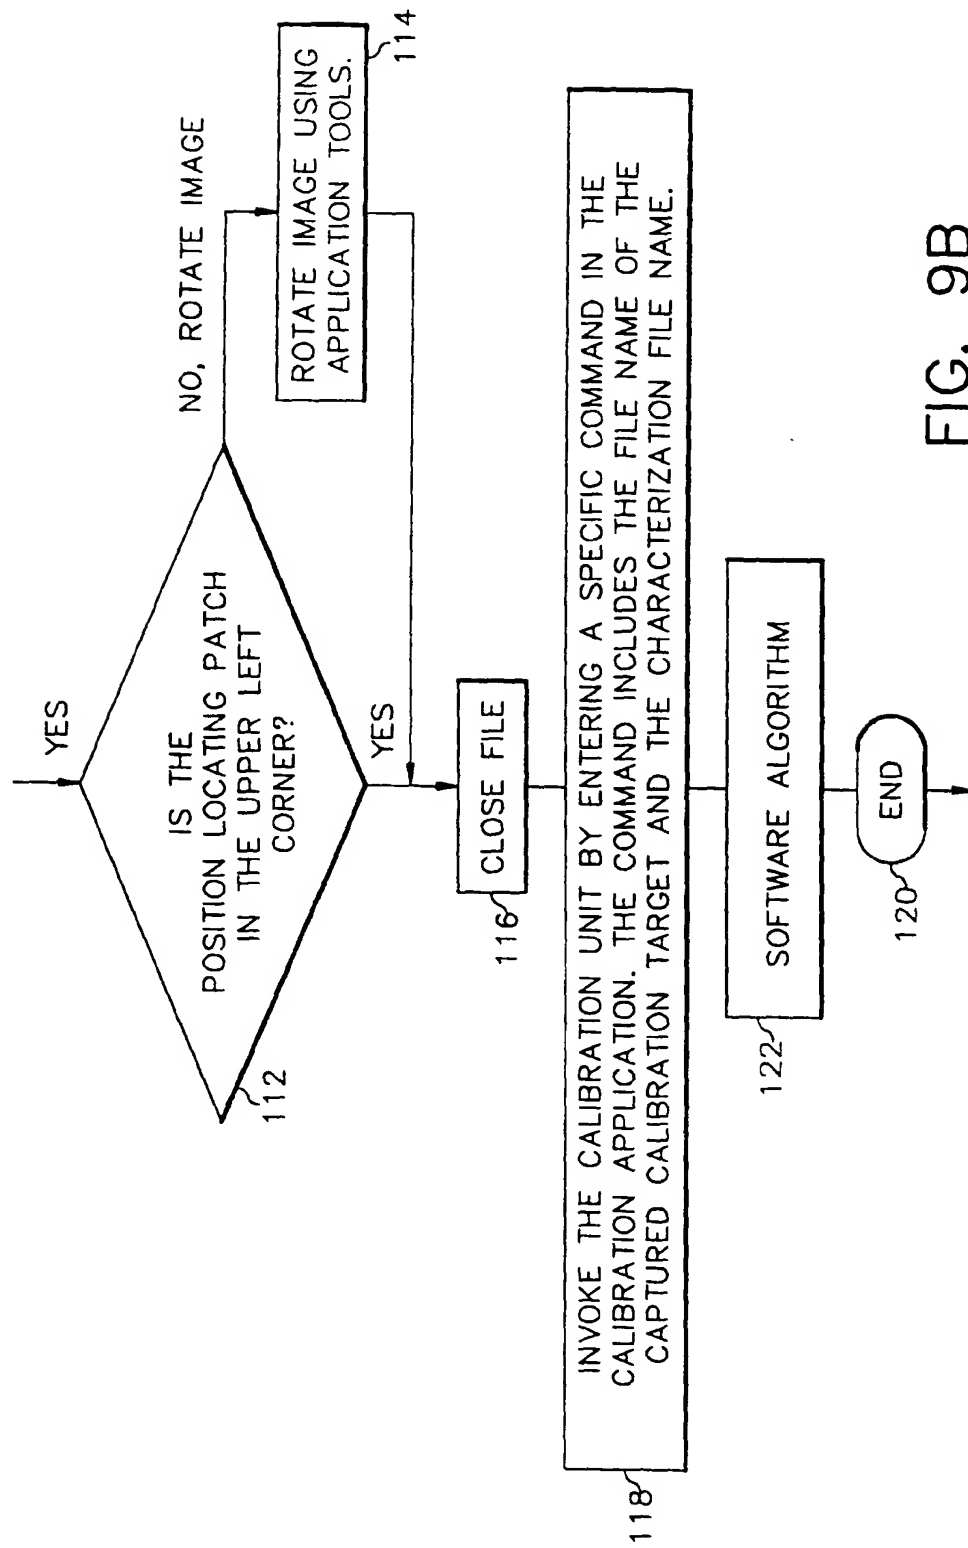 YES
IS THE
POSITION LOCATING PATCH
IN THE UPPER LEFT
CORNER?
112
NO, ROTATE IMAGE
ROTATE IMAGE USING
APPLICATION TOOLS.
114
YES
CLOSE FILE
116
INVOKE THE CALIBRATION UNIT BY ENTERING A SPECIFIC COMMAND IN THE
CALIBRATION APPLICATION. THE COMMAND INCLUDES THE FILE NAME OF THE
CAPTURED CALIBRATION TARGET AND THE CHARACTERIZATION FILE NAME.
118
SOFTWARE ALGORITHM
122
END
120
FIG. 9B